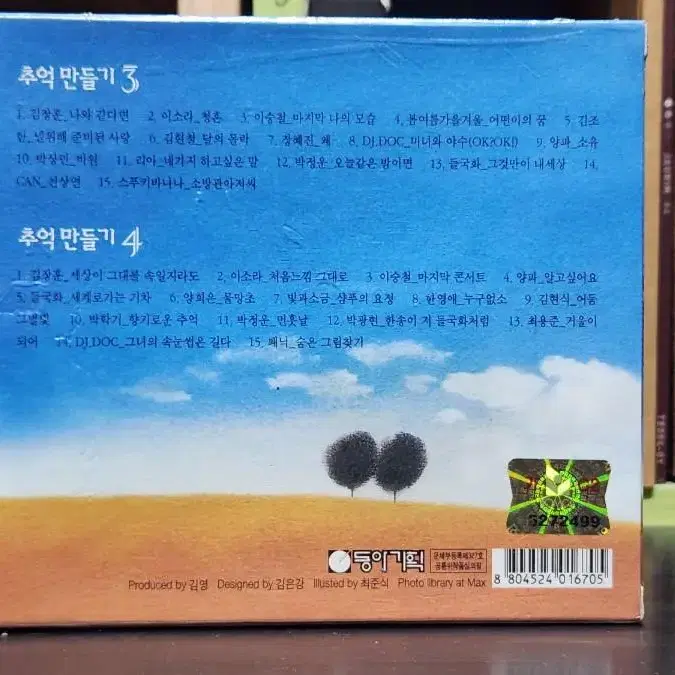 추억 만들기 3
1. 김장훈_나와 같다면 2. 이소라_청혼 3. 이승철_마지막 나의 모습 4. 봄여름가을겨울_어떤이의 꿈 5. 김조
한_널위해 준비된 사랑 6. 김현철_달의 몰락 7. 장혜진_왜 8. DJ.DOC_미녀와 야수(OK?OK!) 9. 양파_소유
10. 박상민_비원 11. 리아_네가지 하고싶은 말 12. 박정운_오늘같은 밤이면 13. 들국화_그것만이 내세상 14.
CAN_천상연 15. 스푸키바나나_소방관아저씨
추억 만들기 4
1. 김장훈_세상이 그대를 속일지라도 2. 이소라_처음느낌 그대로 3. 이승철_마지막 콘서트 4. 양파_알고싶어요
5. 들국화_세계로가는 기차 6. 양희은_물망초 7. 빛과소금_샴푸의 요정 8. 한영애_누구없소 9. 김현식_어둠
그별빛 10. 박학기_향기로운 추억 11. 박정운_먼훗날 12. 박광현_한송이 저 들국화처럼 13. 최용준_거울이
되어 14. DJ.DOC_그녀의 속눈썹은 길다 15. 페닉_숨은 그림찾기
5272499
동아기획
8 804524 016705
Produced by 김영 Designed by 김은강 Illusted by 최준식 Photo library at Max